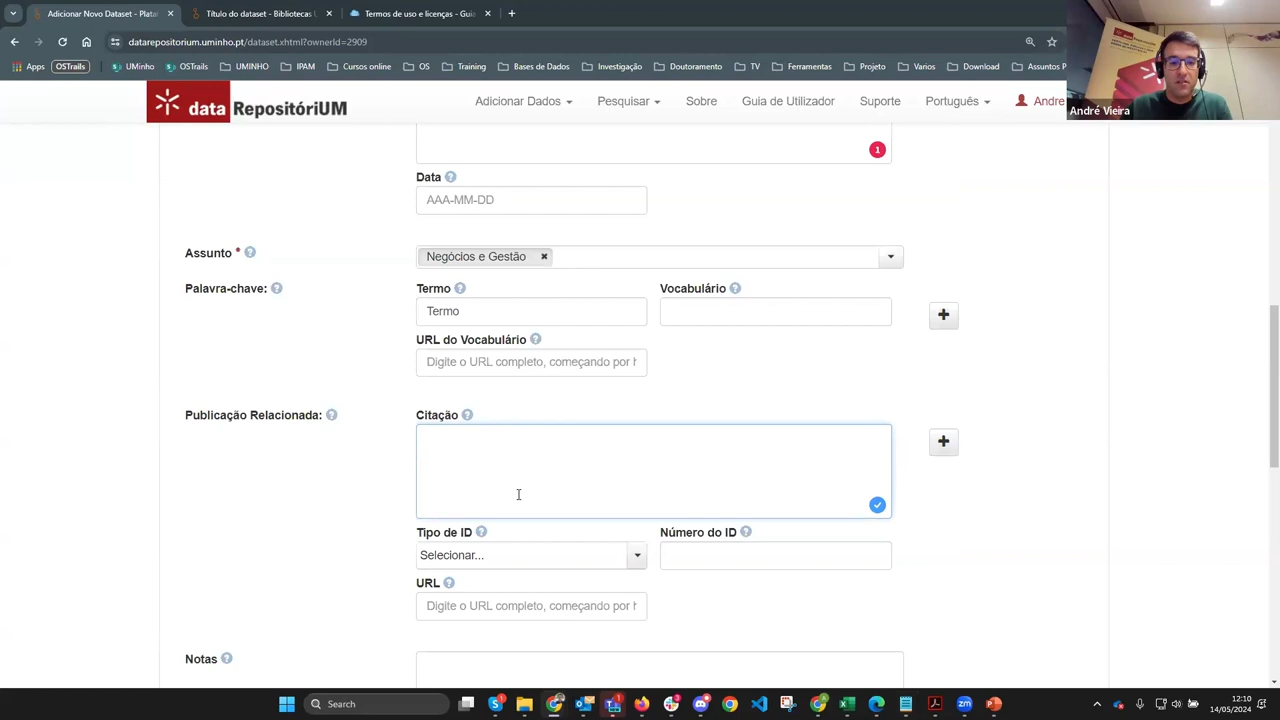 Adicionar Novo Dataset - Plat
Título do dataset - Bibliotecas U
Termos de uso e licenças - Guia
datarepositorium.uminho.pt/dataset.xhtml?ownerId=2909
Apps
OSTrails
UMinho
OSTrails
UMINHO
IPAM
Cursos online
OS
Training
Bases de Dados
Investigação
Doutoramento
TV
Ferramentas
Projeto
Varios
Download
Assuntos P
André Vieira
data RepositóriUM
Adicionar Dados
Pesquisar
Sobre
Guia de Utilizador
Suporte
Português
Andre
1
Data
AAA-MM-DD
Assunto *
Negócios e Gestão
Palavra-chave:
Termo
Vocabulário
Termo
URL do Vocabulário
Digite o URL completo, começando por h
Publicação Relacionada:
Citação
Tipo de ID
Número do ID
Selecionar...
URL
Digite o URL completo, começando por h
Notas
Search
12:10
14/05/2024